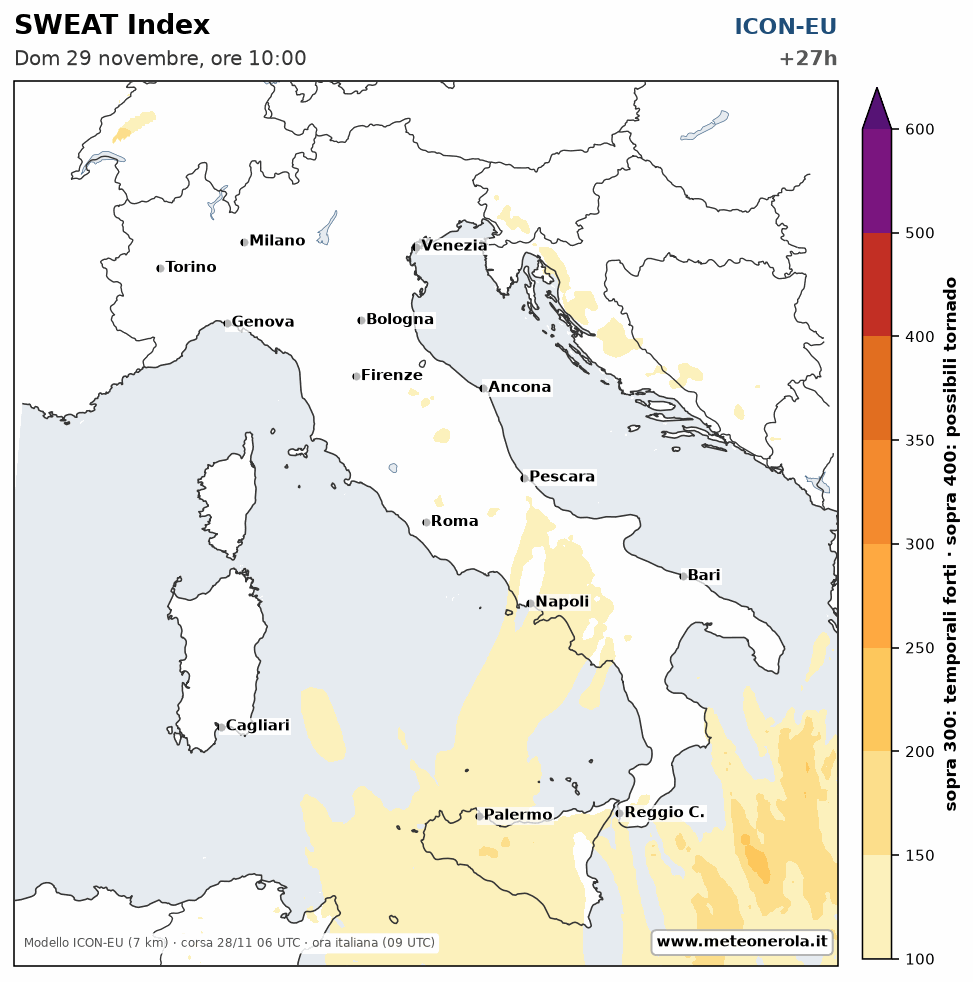 SWEAT Index
ICON-EU
Dom 29 novembre, ore 10:00
+27h
Milano
Venezia
Torino
Genova
Bologna
Firenze
Ancona
Pescara
Roma
Bari
Napoli
Cagliari
Palermo
Reggio C.
600
500
400
350
300
250
200
150
100
sopra 300: temporali forti · sopra 400: possibili tornado
Modello ICON-EU (7 km) · corsa 28/11 06 UTC · ora italiana (09 UTC)
www.meteonerola.it